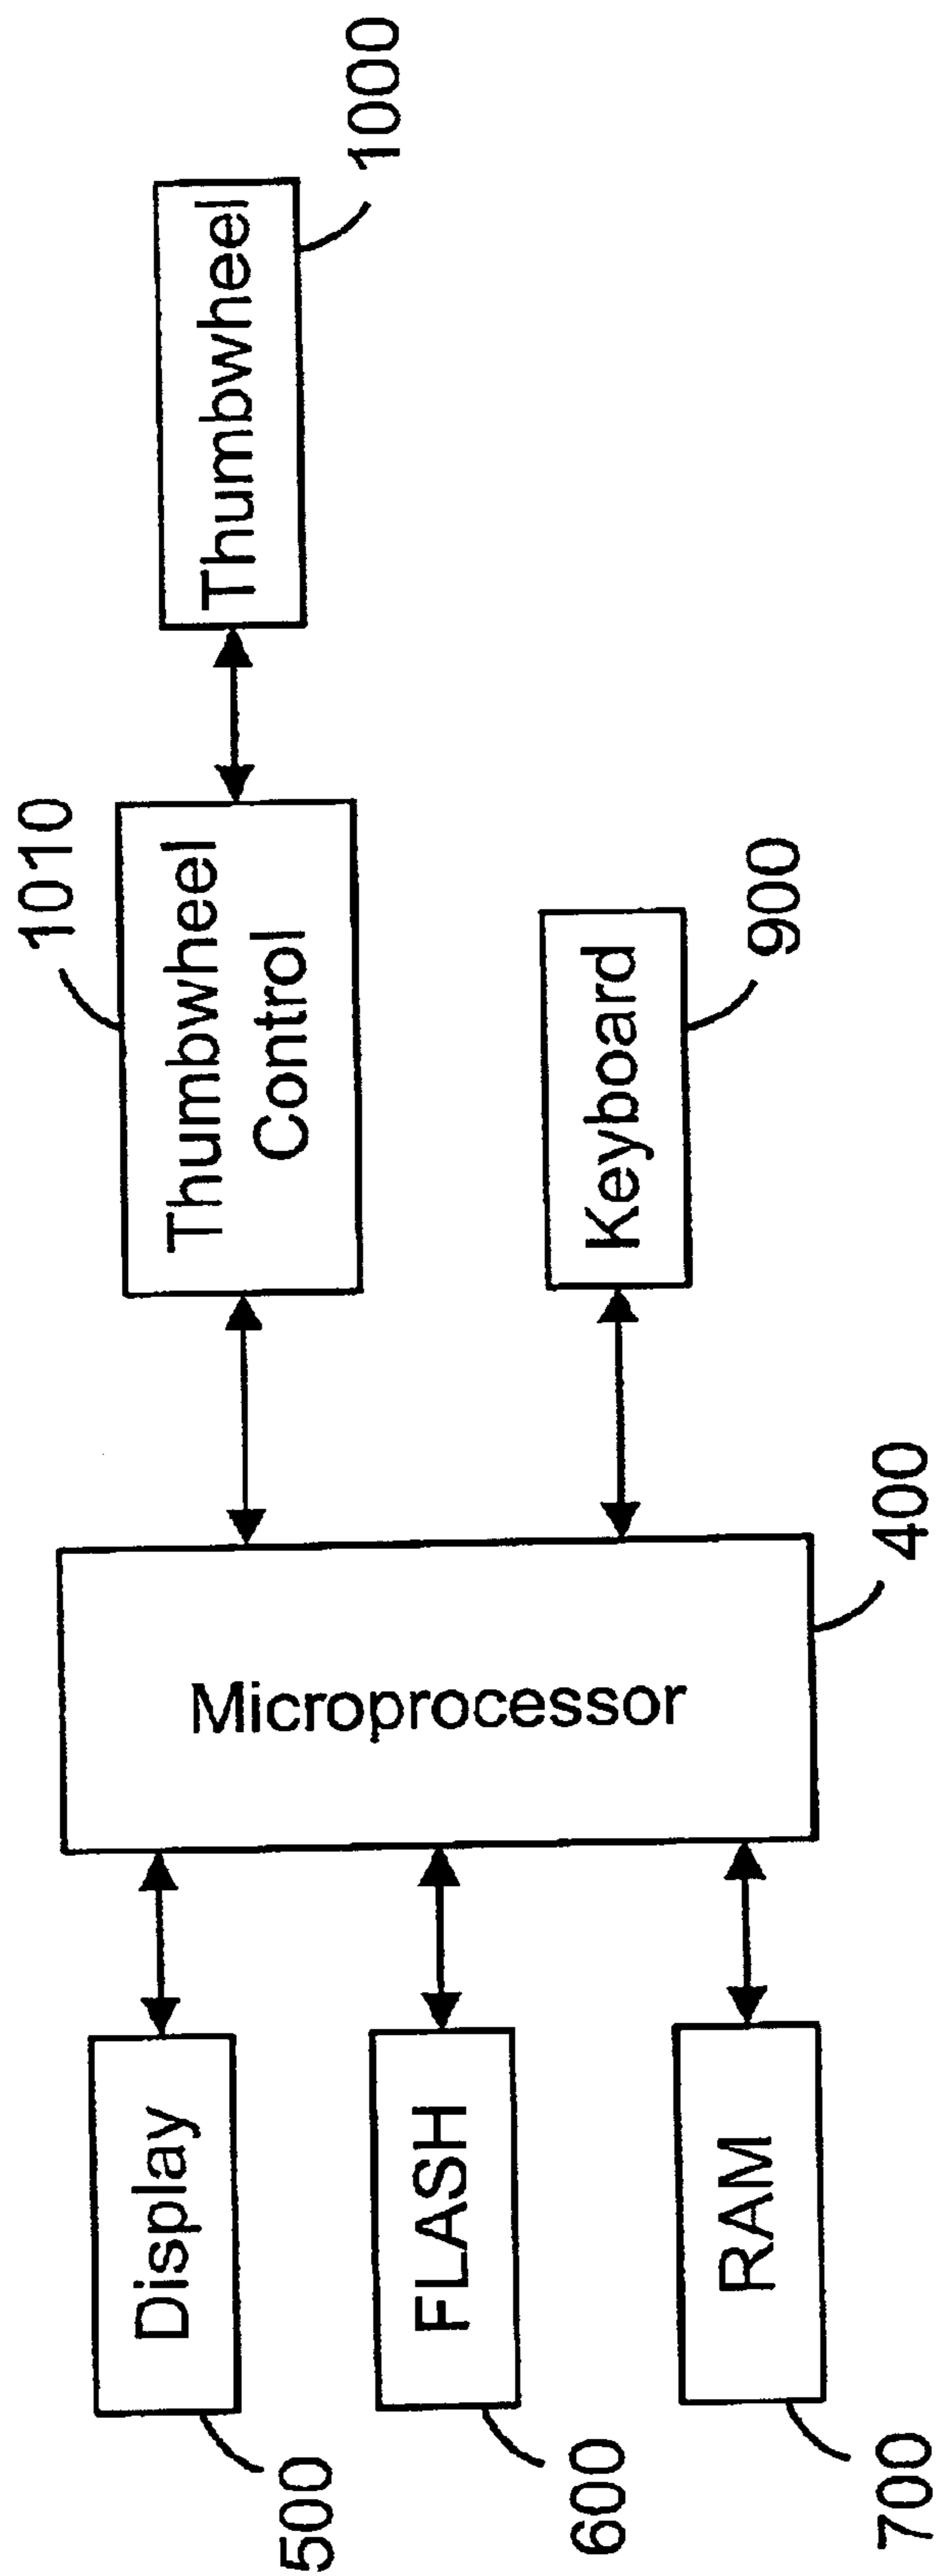 1010
Thumbwheel
Control
Thumbwheel
1000
Display
500
FLASH
600
RAM
700
Microprocessor
400
Keyboard
900